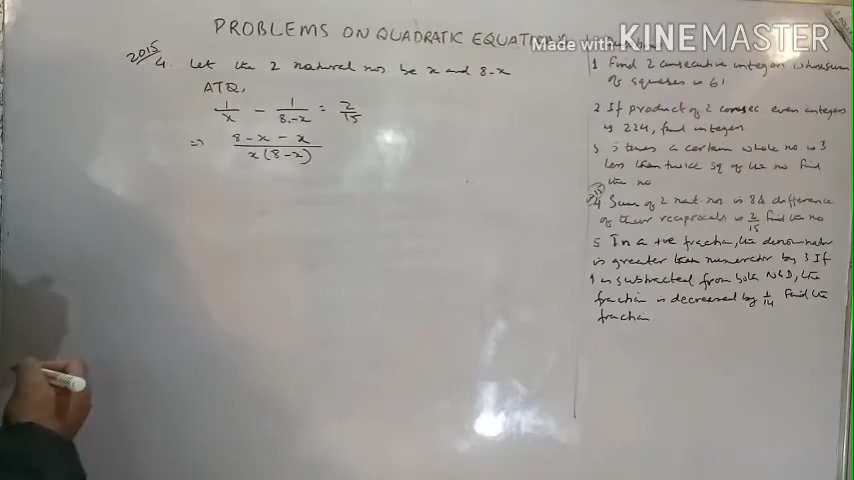 PROBLEMS ON QUADRATIC EQUATIONS
Made with KINEMASTER
2015
4. Let the 2 natural nos be x and 8-x
ATQ,
1/x - 1/8-x = 2/15
=> 8-x-x / x(8-x)
1 Find 2 consecutive integers whose sum
of squares is 61
2 If product of 2 consec even integers
is 224, find integers
3 5 times a certain whole no is 3
less than twice sq of the no Find
the no
4 Sum of 2 nat. nos is 8 & difference
of their reciprocals is 2/15 Find the no
5 In a +ve fraction, the denominator
is greater than numerator by 3 If
1 is subtracted from both N & D, the
fraction is decreased by 1/14 Find the
fraction